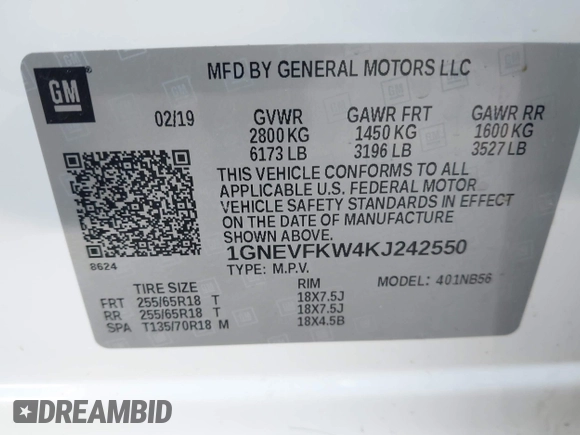 GM
MFD BY GENERAL MOTORS LLC
02/19 GVWR GAWR FRT GAWR RR
2800 KG 1450 KG 1600 KG
6173 LB 3196 LB 3527 LB
THIS VEHICLE CONFORMS TO ALL
APPLICABLE U.S. FEDERAL MOTOR
VEHICLE SAFETY STANDARDS IN EFFECT
ON THE DATE OF MANUFACTURE
SHOWN ABOVE.
8624
1GNEVFKW4KJ242550
TYPE: M.P.V. MODEL: 401NB56
TIRE SIZE RIM
FRT 255/65R18 T 18X7.5J
RR 255/65R18 T 18X7.5J
SPA T135/70R18 M 18X4.5B
DREAMBID